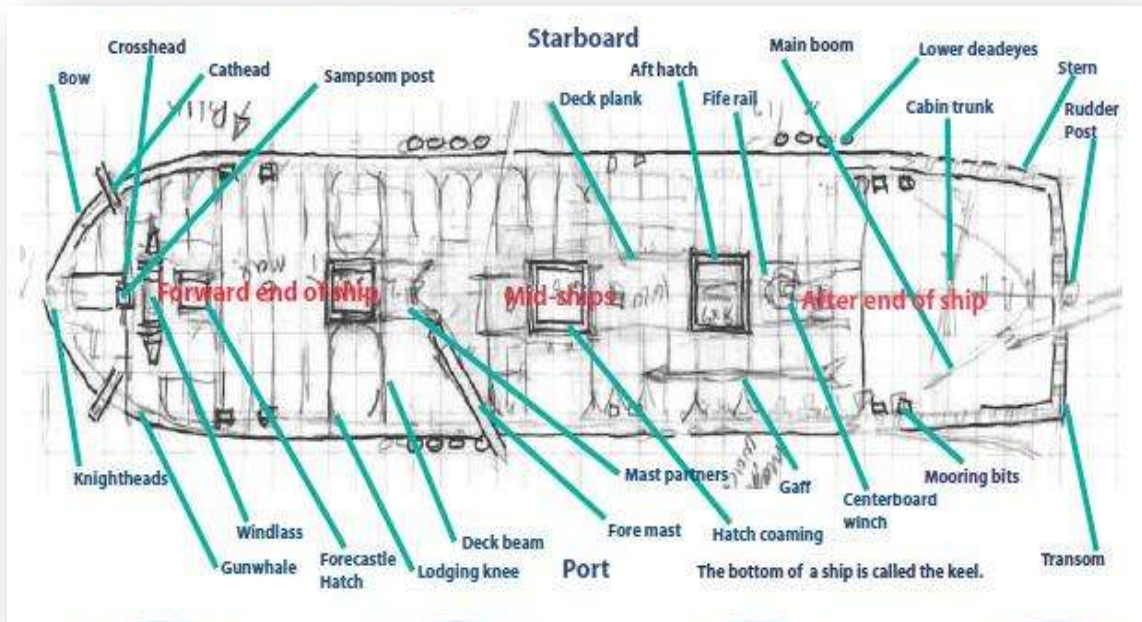 Starboard
Crosshead
Cathead
Bow
Sampsom post
Deck plank
Aft hatch
Fife rail
Main boom
Lower deadeyes
Cabin trunk
Stern
Rudder
Post
Forward end of ship
Mid-ships
After end of ship
Knightheads
Windlass
Gunwhale
Forecastle
Hatch
Lodging knee
Deck beam
Fore mast
Mast partners
Hatch coaming
Gaff
Centerboard
winch
Mooring bits
Transom
Port
The bottom of a ship is called the keel.